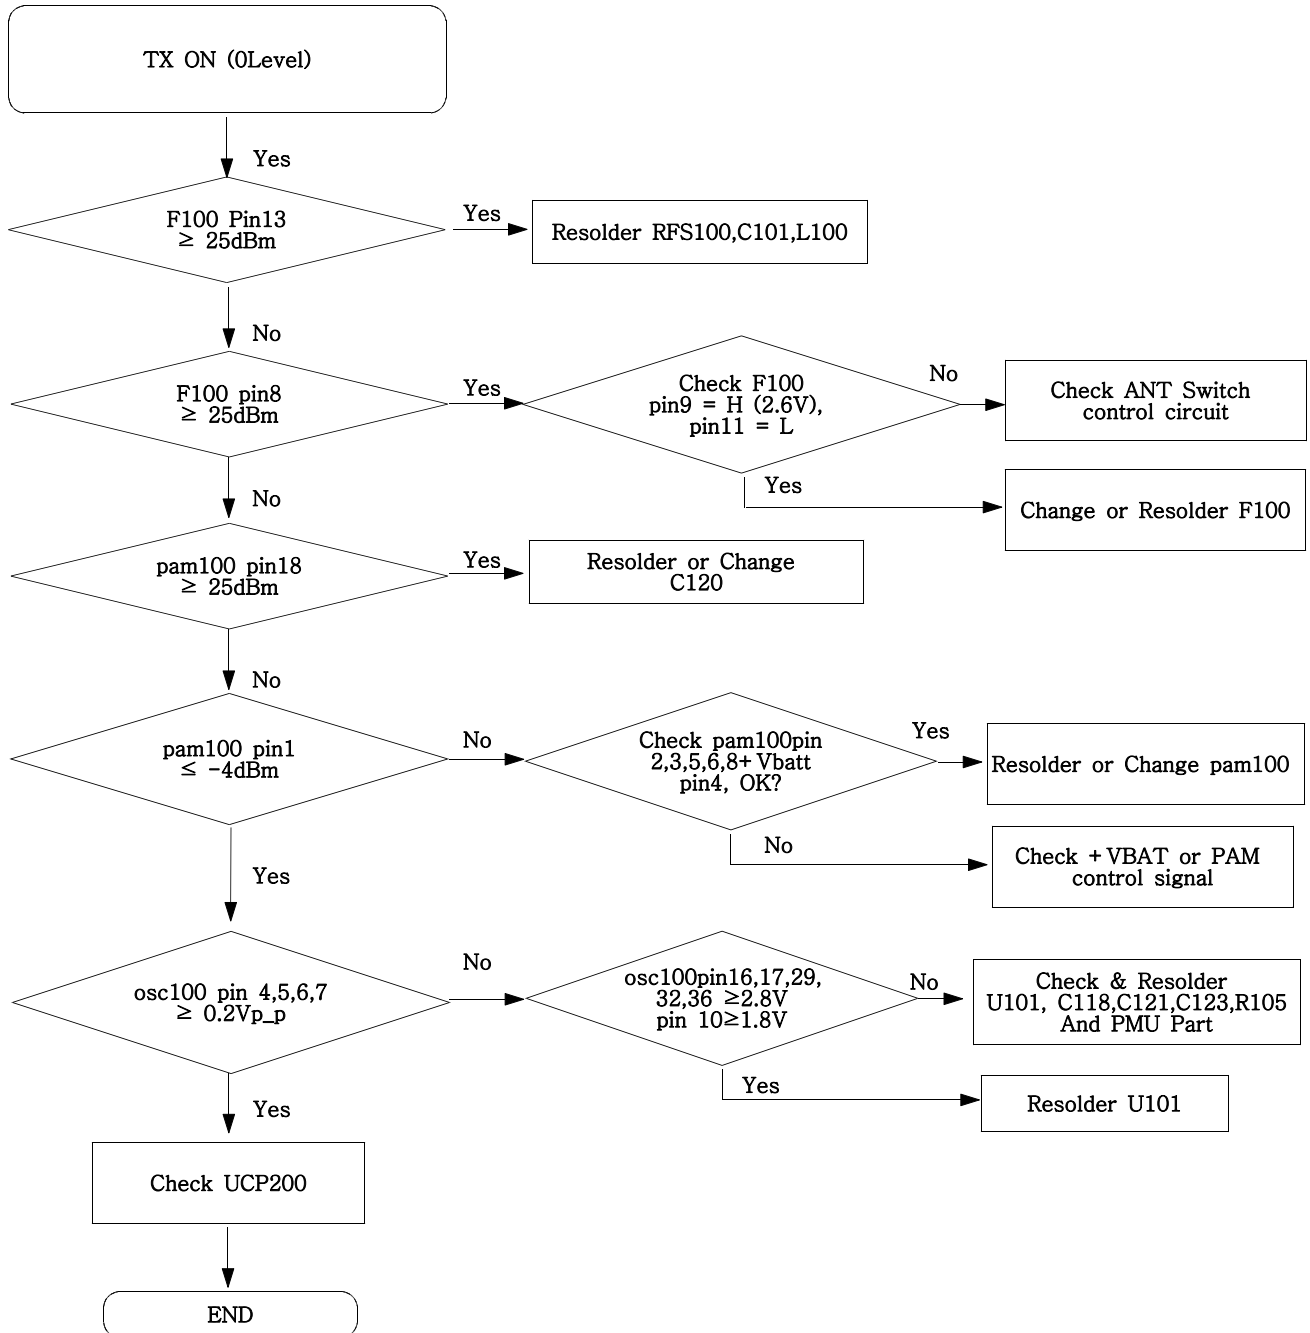 TX ON (0Level)
Yes
F100 Pin13
≥ 25dBm
Yes
Resolder RFS100,C101,L100
No
F100 pin8
≥ 25dBm
Yes
Check F100
pin9 = H (2.6V),
pin11 = L
No
Check ANT Switch
control circuit
Yes
Change or Resolder F100
No
pam100 pin18
≥ 25dBm
Yes
Resolder or Change
C120
No
pam100 pin1
≤ -4dBm
No
Check pam100pin
2,3,5,6,8+Vbatt
pin4, OK?
Yes
Resolder or Change pam100
No
Check +VBAT or PAM
control signal
Yes
osc100 pin 4,5,6,7
≥ 0.2Vp_p
No
osc100pin16,17,29,
32,36 ≥2.8V
pin 10≥1.8V
No
Check & Resolder
U101, C118,C121,C123,R105
And PMU Part
Yes
Resolder U101
Yes
Check UCP200
END